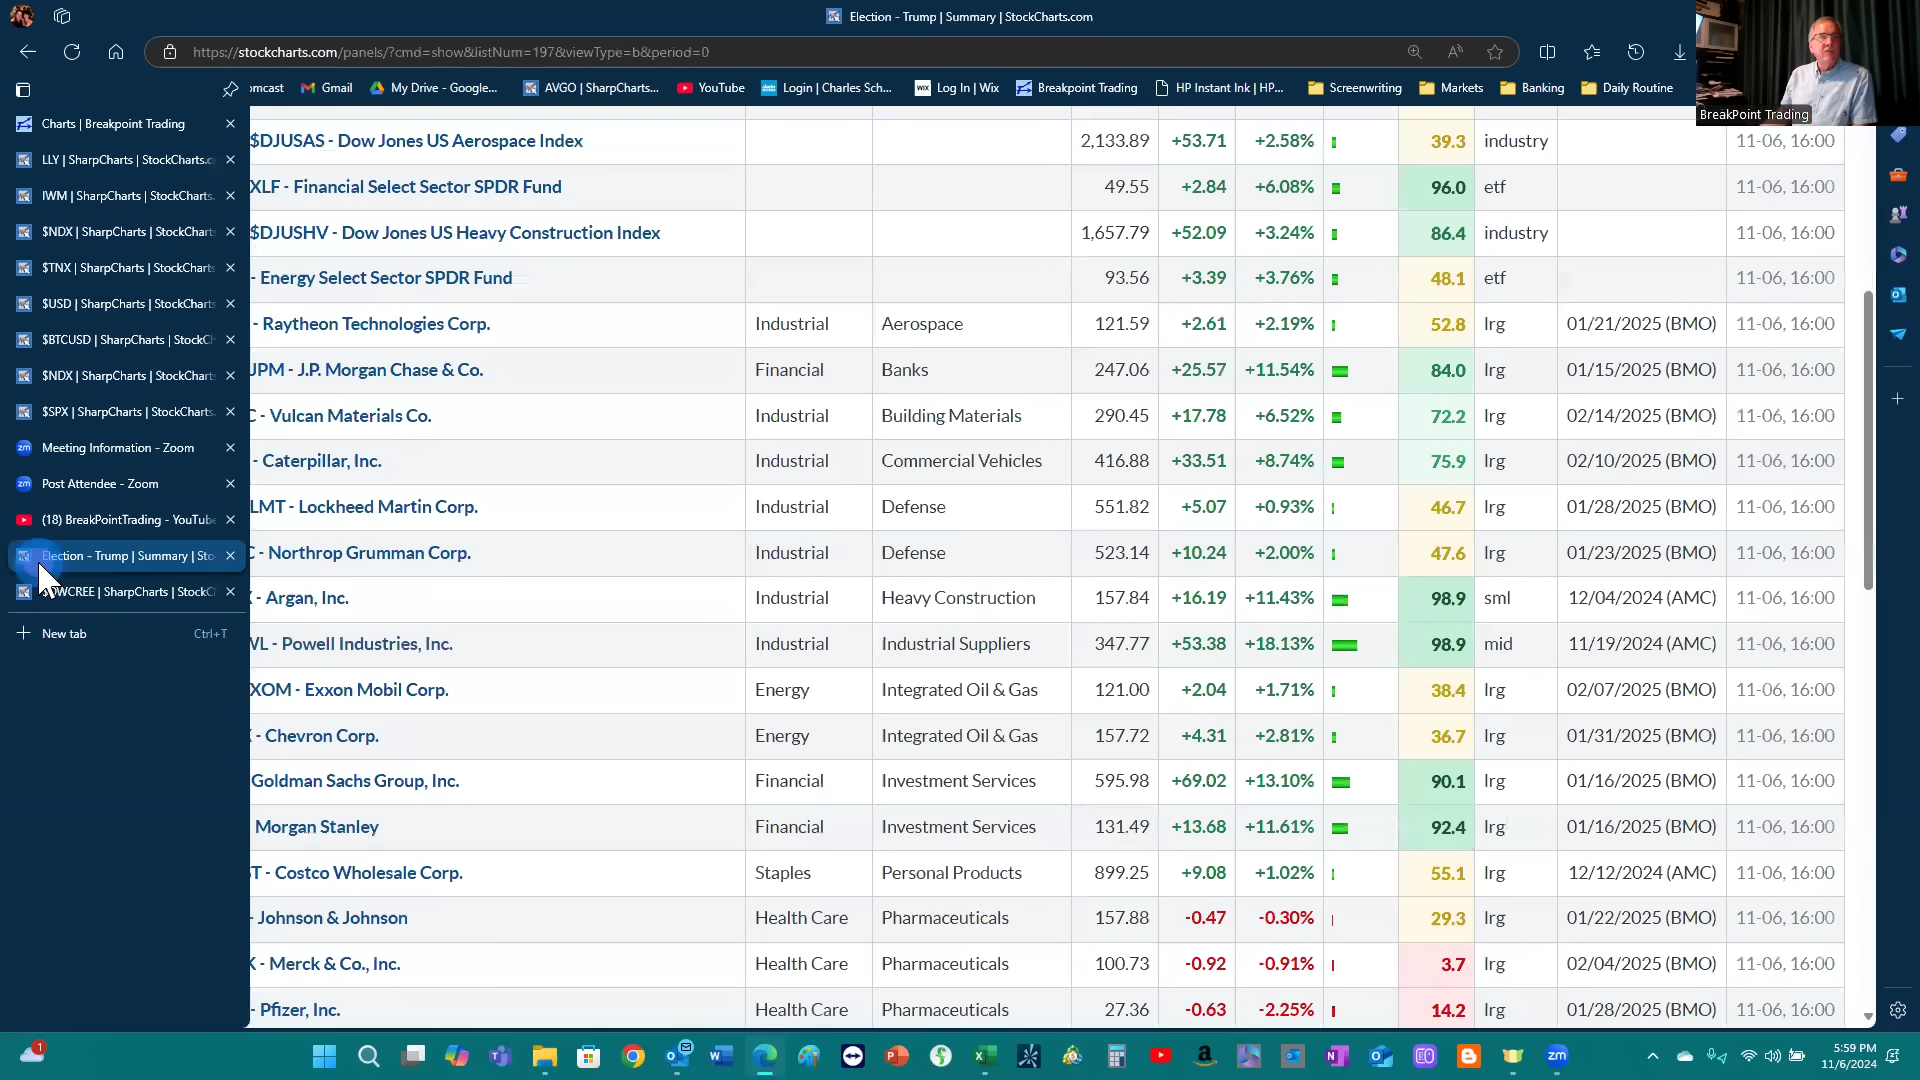 Election - Trump | Summary | StockCharts.com
https://stockcharts.com/panels/?cmd=show&listNum=197&viewType=b&period=0
omcast Gmail My Drive - Google... AVGO | SharpCharts... YouTube Login | Charles Sch... Log In | Wix Breakpoint Trading HP Instant Ink | HP... Screenwriting Markets Banking Daily Routine
BreakPoint Trading
Charts | Breakpoint Trading
LLY | SharpCharts | StockCharts.c
IWM | SharpCharts | StockCharts.
$NDX | SharpCharts | StockCharts
$TNX | SharpCharts | StockCharts
$USD | SharpCharts | StockCharts
$BTCUSD | SharpCharts | StockCh
$NDX | SharpCharts | StockCharts
$SPX | SharpCharts | StockCharts.
Meeting Information - Zoom
Post Attendee - Zoom
(18) BreakPointTrading - YouTube
Election - Trump | Summary | Sto
WCREE | SharpCharts | StockC
New tab Ctrl+T
$DJUSAS - Dow Jones US Aerospace Index 2,133.89 +53.71 +2.58% 39.3 industry 11-06, 16:00
XLF - Financial Select Sector SPDR Fund 49.55 +2.84 +6.08% 96.0 etf 11-06, 16:00
$DJUSHV - Dow Jones US Heavy Construction Index 1,657.79 +52.09 +3.24% 86.4 industry 11-06, 16:00
- Energy Select Sector SPDR Fund 93.56 +3.39 +3.76% 48.1 etf 11-06, 16:00
- Raytheon Technologies Corp. Industrial Aerospace 121.59 +2.61 +2.19% 52.8 lrg 01/21/2025 (BMO) 11-06, 16:00
JPM - J.P. Morgan Chase & Co. Financial Banks 247.06 +25.57 +11.54% 84.0 lrg 01/15/2025 (BMO) 11-06, 16:00
C - Vulcan Materials Co. Industrial Building Materials 290.45 +17.78 +6.52% 72.2 lrg 02/14/2025 (BMO) 11-06, 16:00
- Caterpillar, Inc. Industrial Commercial Vehicles 416.88 +33.51 +8.74% 75.9 lrg 02/10/2025 (BMO) 11-06, 16:00
LMT - Lockheed Martin Corp. Industrial Defense 551.82 +5.07 +0.93% 46.7 lrg 01/28/2025 (BMO) 11-06, 16:00
C - Northrop Grumman Corp. Industrial Defense 523.14 +10.24 +2.00% 47.6 lrg 01/23/2025 (BMO) 11-06, 16:00
X - Argan, Inc. Industrial Heavy Construction 157.84 +16.19 +11.43% 98.9 sml 12/04/2024 (AMC) 11-06, 16:00
WL - Powell Industries, Inc. Industrial Industrial Suppliers 347.77 +53.38 +18.13% 98.9 mid 11/19/2024 (AMC) 11-06, 16:00
XOM - Exxon Mobil Corp. Energy Integrated Oil & Gas 121.00 +2.04 +1.71% 38.4 lrg 02/07/2025 (BMO) 11-06, 16:00
- Chevron Corp. Energy Integrated Oil & Gas 157.72 +4.31 +2.81% 36.7 lrg 01/31/2025 (BMO) 11-06, 16:00
Goldman Sachs Group, Inc. Financial Investment Services 595.98 +69.02 +13.10% 90.1 lrg 01/16/2025 (BMO) 11-06, 16:00
Morgan Stanley Financial Investment Services 131.49 +13.68 +11.61% 92.4 lrg 01/16/2025 (BMO) 11-06, 16:00
T - Costco Wholesale Corp. Staples Personal Products 899.25 +9.08 +1.02% 55.1 lrg 12/12/2024 (AMC) 11-06, 16:00
- Johnson & Johnson Health Care Pharmaceuticals 157.88 -0.47 -0.30% 29.3 lrg 01/22/2025 (BMO) 11-06, 16:00
K - Merck & Co., Inc. Health Care Pharmaceuticals 100.73 -0.92 -0.91% 3.7 lrg 02/04/2025 (BMO) 11-06, 16:00
- Pfizer, Inc. Health Care Pharmaceuticals 27.36 -0.63 -2.25% 14.2 lrg 01/28/2025 (BMO) 11-06, 16:00
1
5:59 PM
11/6/2024